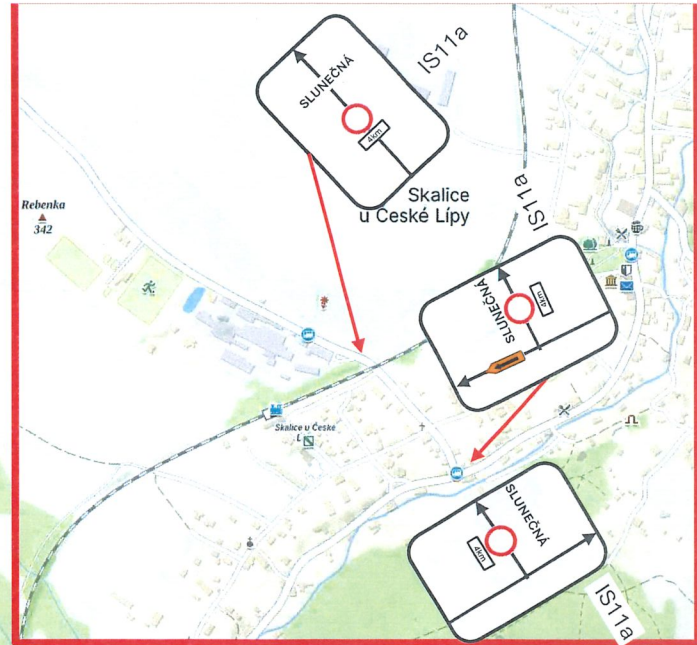 IS11a
SLUNEČNÁ
4km
Skalice
u České Lípy
Rebenka
342
IS11a
SLUNEČNÁ
4km
Skalice u České
L
SLUNEČNÁ
4km
IS11a